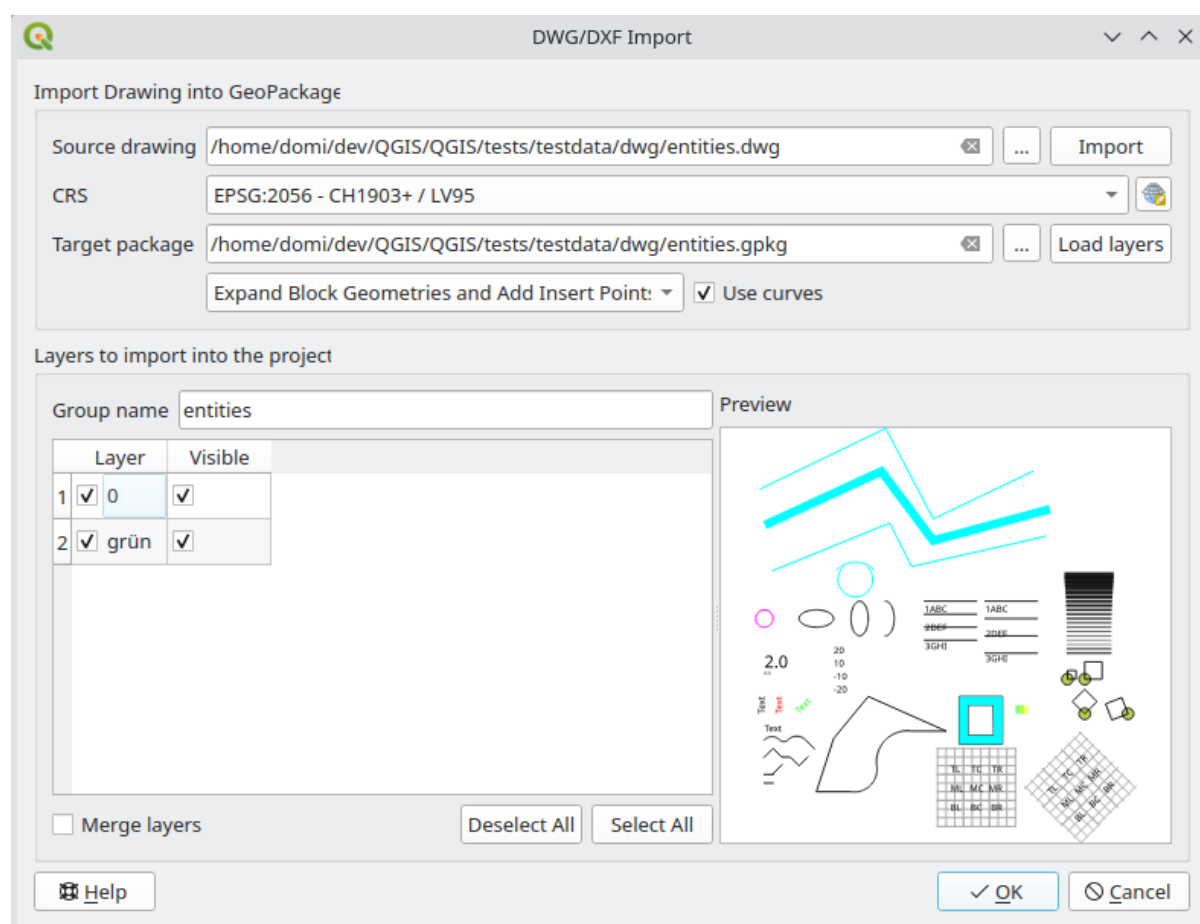 DWG/DXF Import
Import Drawing into GeoPackage
Source drawing /home/domi/dev/QGIS/QGIS/tests/testdata/dwg/entities.dwg ... Import
CRS EPSG:2056 - CH1903+ / LV95
Target package /home/domi/dev/QGIS/QGIS/tests/testdata/dwg/entities.gpkg ... Load layers
Expand Block Geometries and Add Insert Points Use curves
Layers to import into the project
Group name entities
Preview
Layer Visible
1 0
2 grün
1ABC 1ABC
2DEF 2DEF
3GHI 3GHI
2.0
20
10
-10
-20
Text Text Text
Text
TL TC TR
ML MC MR
BL BC BR
TL TC TR
ML MC MR
BL BC BR
Merge layers Deselect All Select All
Help OK Cancel